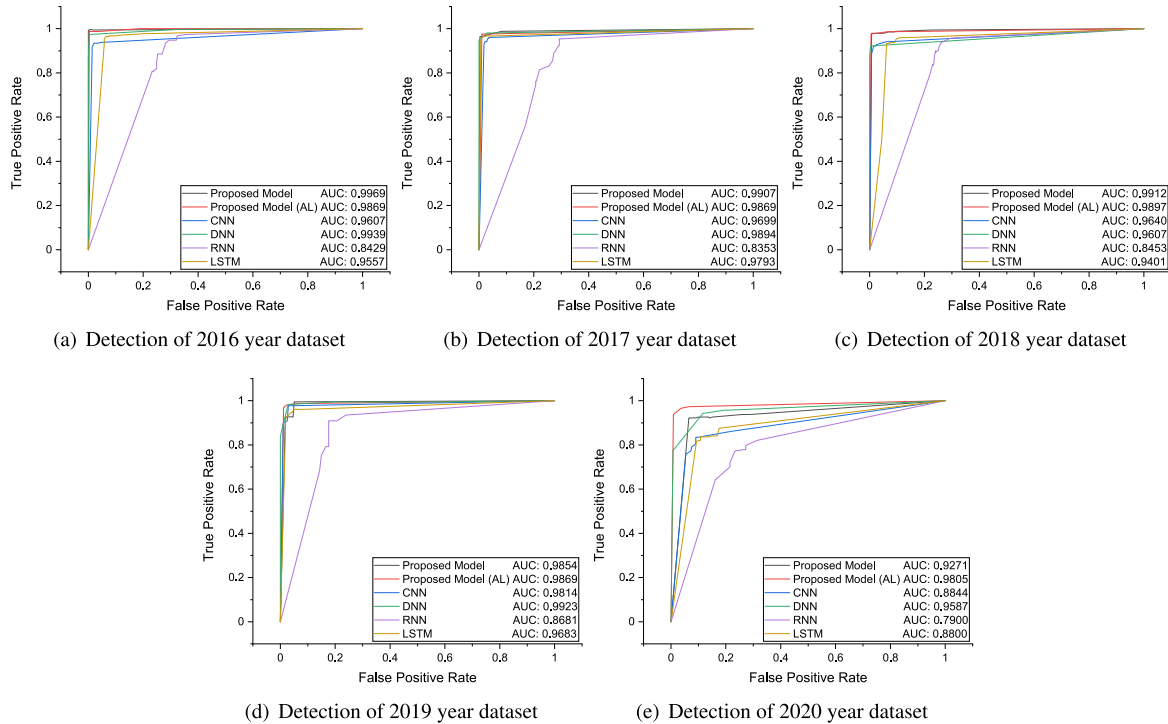 True Positive Rate
1
0.8
0.6
0.4
0.2
0
0 0.2 0.4 0.6 0.8 1
False Positive Rate
Proposed Model AUC: 0.9969
Proposed Model (AL) AUC: 0.9869
CNN AUC: 0.9607
DNN AUC: 0.9939
RNN AUC: 0.8429
LSTM AUC: 0.9557
(a) Detection of 2016 year dataset
True Positive Rate
1
0.8
0.6
0.4
0.2
0
0 0.2 0.4 0.6 0.8 1
False Positive Rate
Proposed Model AUC: 0.9907
Proposed Model (AL) AUC: 0.9869
CNN AUC: 0.9699
DNN AUC: 0.9894
RNN AUC: 0.8353
LSTM AUC: 0.9793
(b) Detection of 2017 year dataset
True Positive Rate
1
0.8
0.6
0.4
0.2
0
0 0.2 0.4 0.6 0.8 1
False Positive Rate
Proposed Model AUC: 0.9912
Proposed Model (AL) AUC: 0.9897
CNN AUC: 0.9640
DNN AUC: 0.9607
RNN AUC: 0.8453
LSTM AUC: 0.9401
(c) Detection of 2018 year dataset
True Positive Rate
1
0.8
0.6
0.4
0.2
0
0 0.2 0.4 0.6 0.8 1
False Positive Rate
Proposed Model AUC: 0.9854
Proposed Model (AL) AUC: 0.9869
CNN AUC: 0.9814
DNN AUC: 0.9923
RNN AUC: 0.8681
LSTM AUC: 0.9683
(d) Detection of 2019 year dataset
True Positive Rate
1
0.8
0.6
0.4
0.2
0
0 0.2 0.4 0.6 0.8 1
False Positive Rate
Proposed Model AUC: 0.9271
Proposed Model (AL) AUC: 0.9805
CNN AUC: 0.8844
DNN AUC: 0.9587
RNN AUC: 0.7900
LSTM AUC: 0.8800
(e) Detection of 2020 year dataset